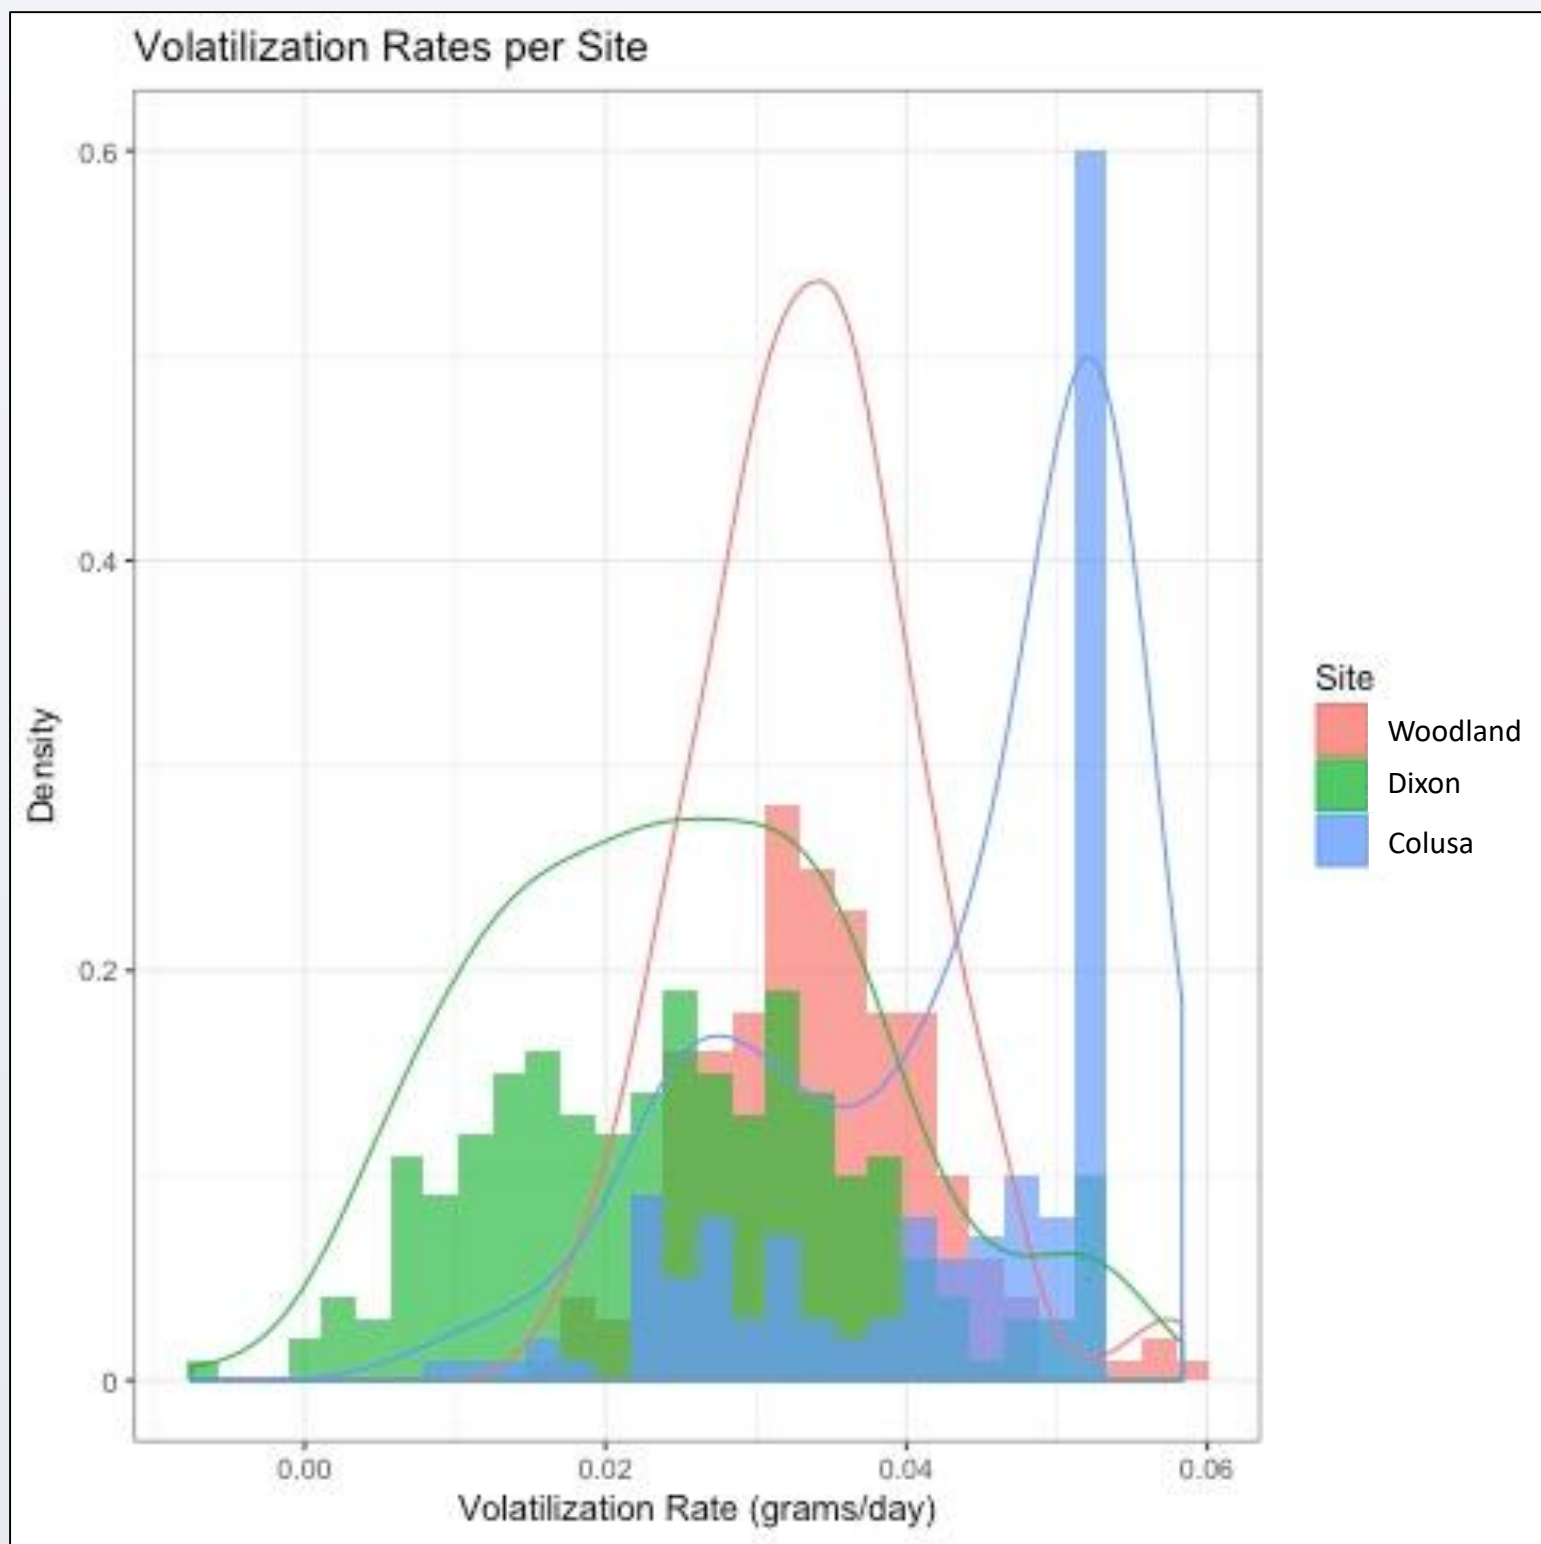 Volatilization Rates per Site
0.6
0.4
0.2
0
Density
0.00 0.02 0.04 0.06
Volatilization Rate (grams/day)
Site
Woodland
Dixon
Colusa